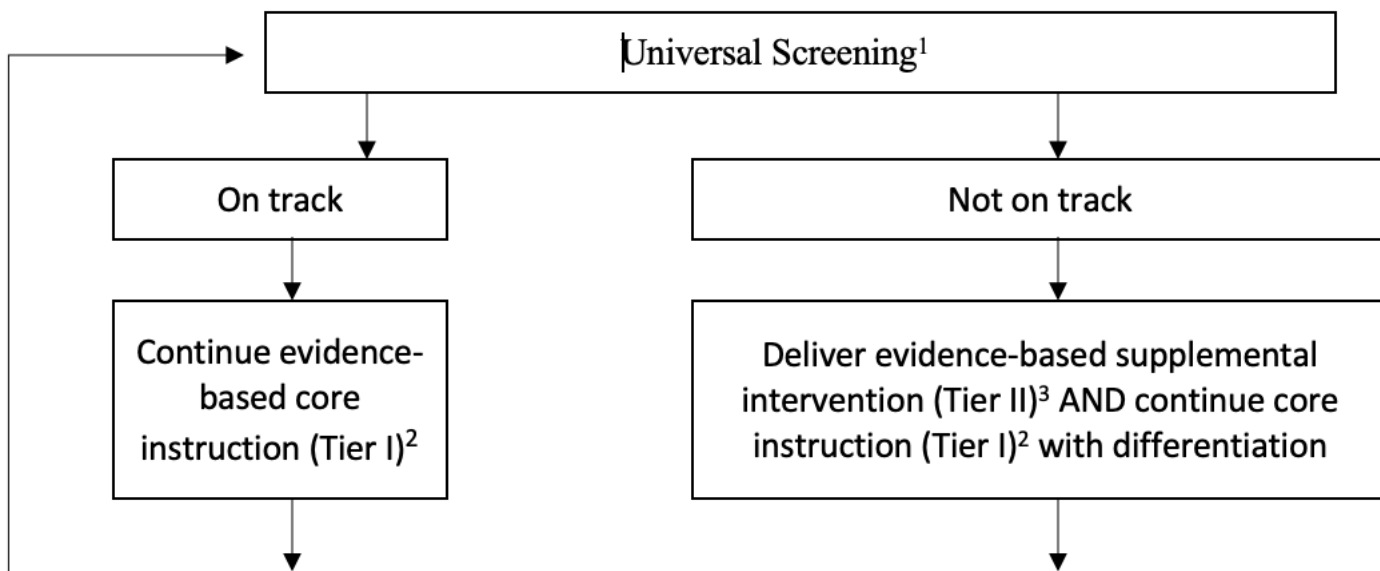 Universal Screening¹
On track
Not on track
Continue evidence-
based core
instruction (Tier I)²
Deliver evidence-based supplemental
intervention (Tier II)³ AND continue core
instruction (Tier I)² with differentiation